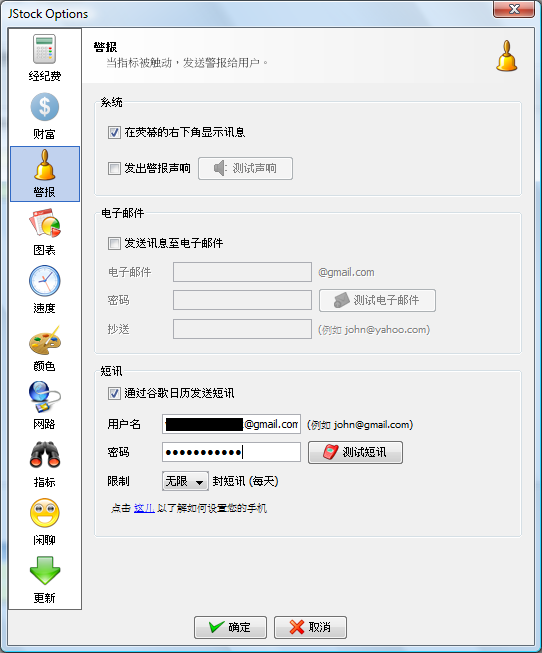 JStock Options
经纪费
财富
警报
图表
速度
颜色
网路
指标
闲聊
更新
警报
当指标被触动，发送警报给用户。
系统
在荧幕的右下角显示讯息
发出警报声响 测试声响
电子邮件
发送讯息至电子邮件
电子邮件 @gmail.com
密码 测试电子邮件
抄送 (例如 john@yahoo.com)
短讯
通过谷歌日历发送短讯
用户名 @gmail.com (例如 john@gmail.com)
密码 ●●●●●●●●●●● 测试短讯
限制 无限 封短讯 (每天)
点击 这儿 以了解如何设置您的手机
确定 取消